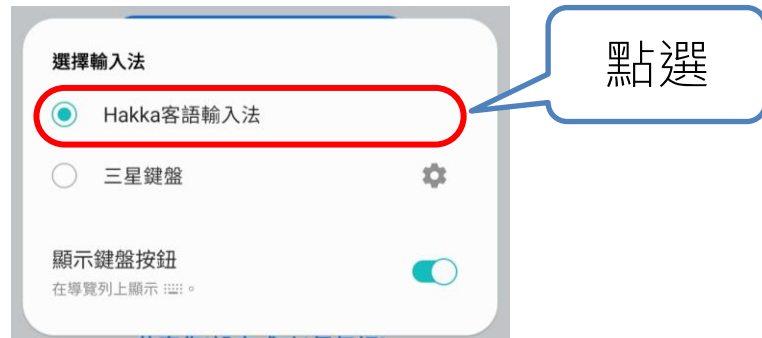 選擇輸入法
點選
Hakka客語輸入法
三星鍵盤
顯示鍵盤按鈕
在導覽列上顯示 。